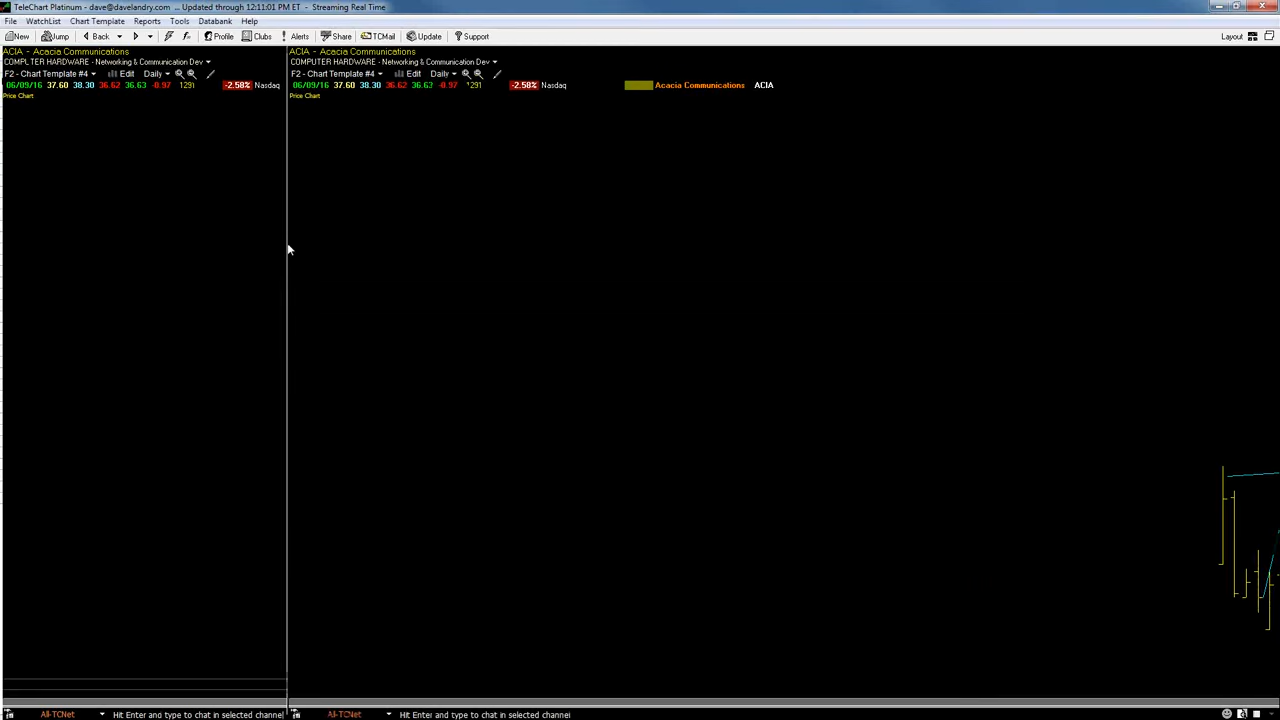 TeleChart Platinum - dave@davelandry.com ... Updated through 12:11:01 PM ET - Streaming Real Time
File WatchList Chart Template Reports Tools Databank Help
New Jump Back Profile Clubs Alerts Share TCMail Update Support Layout
ACIA - Acacia Communications
COMPUTER HARDWARE - Networking & Communication Dev
F2 - Chart Template #4 Edit Daily
06/09/16 37.60 38.30 36.62 36.63 -0.97 1291 -2.58% Nasdaq
Price Chart
ACIA - Acacia Communications
COMPUTER HARDWARE - Networking & Communication Dev
F2 - Chart Template #4 Edit Daily
06/09/16 37.60 38.30 36.62 36.63 -0.97 1291 -2.58% Nasdaq
Acacia Communications ACIA
Price Chart
All-TCNet Hit Enter and type to chat in selected channel
All-TCNet Hit Enter and type to chat in selected channel